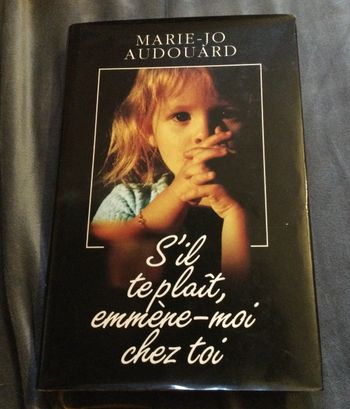 MARIE-JO
AUDOUARD
S'il
te plaît,
emmène-moi
chez toi